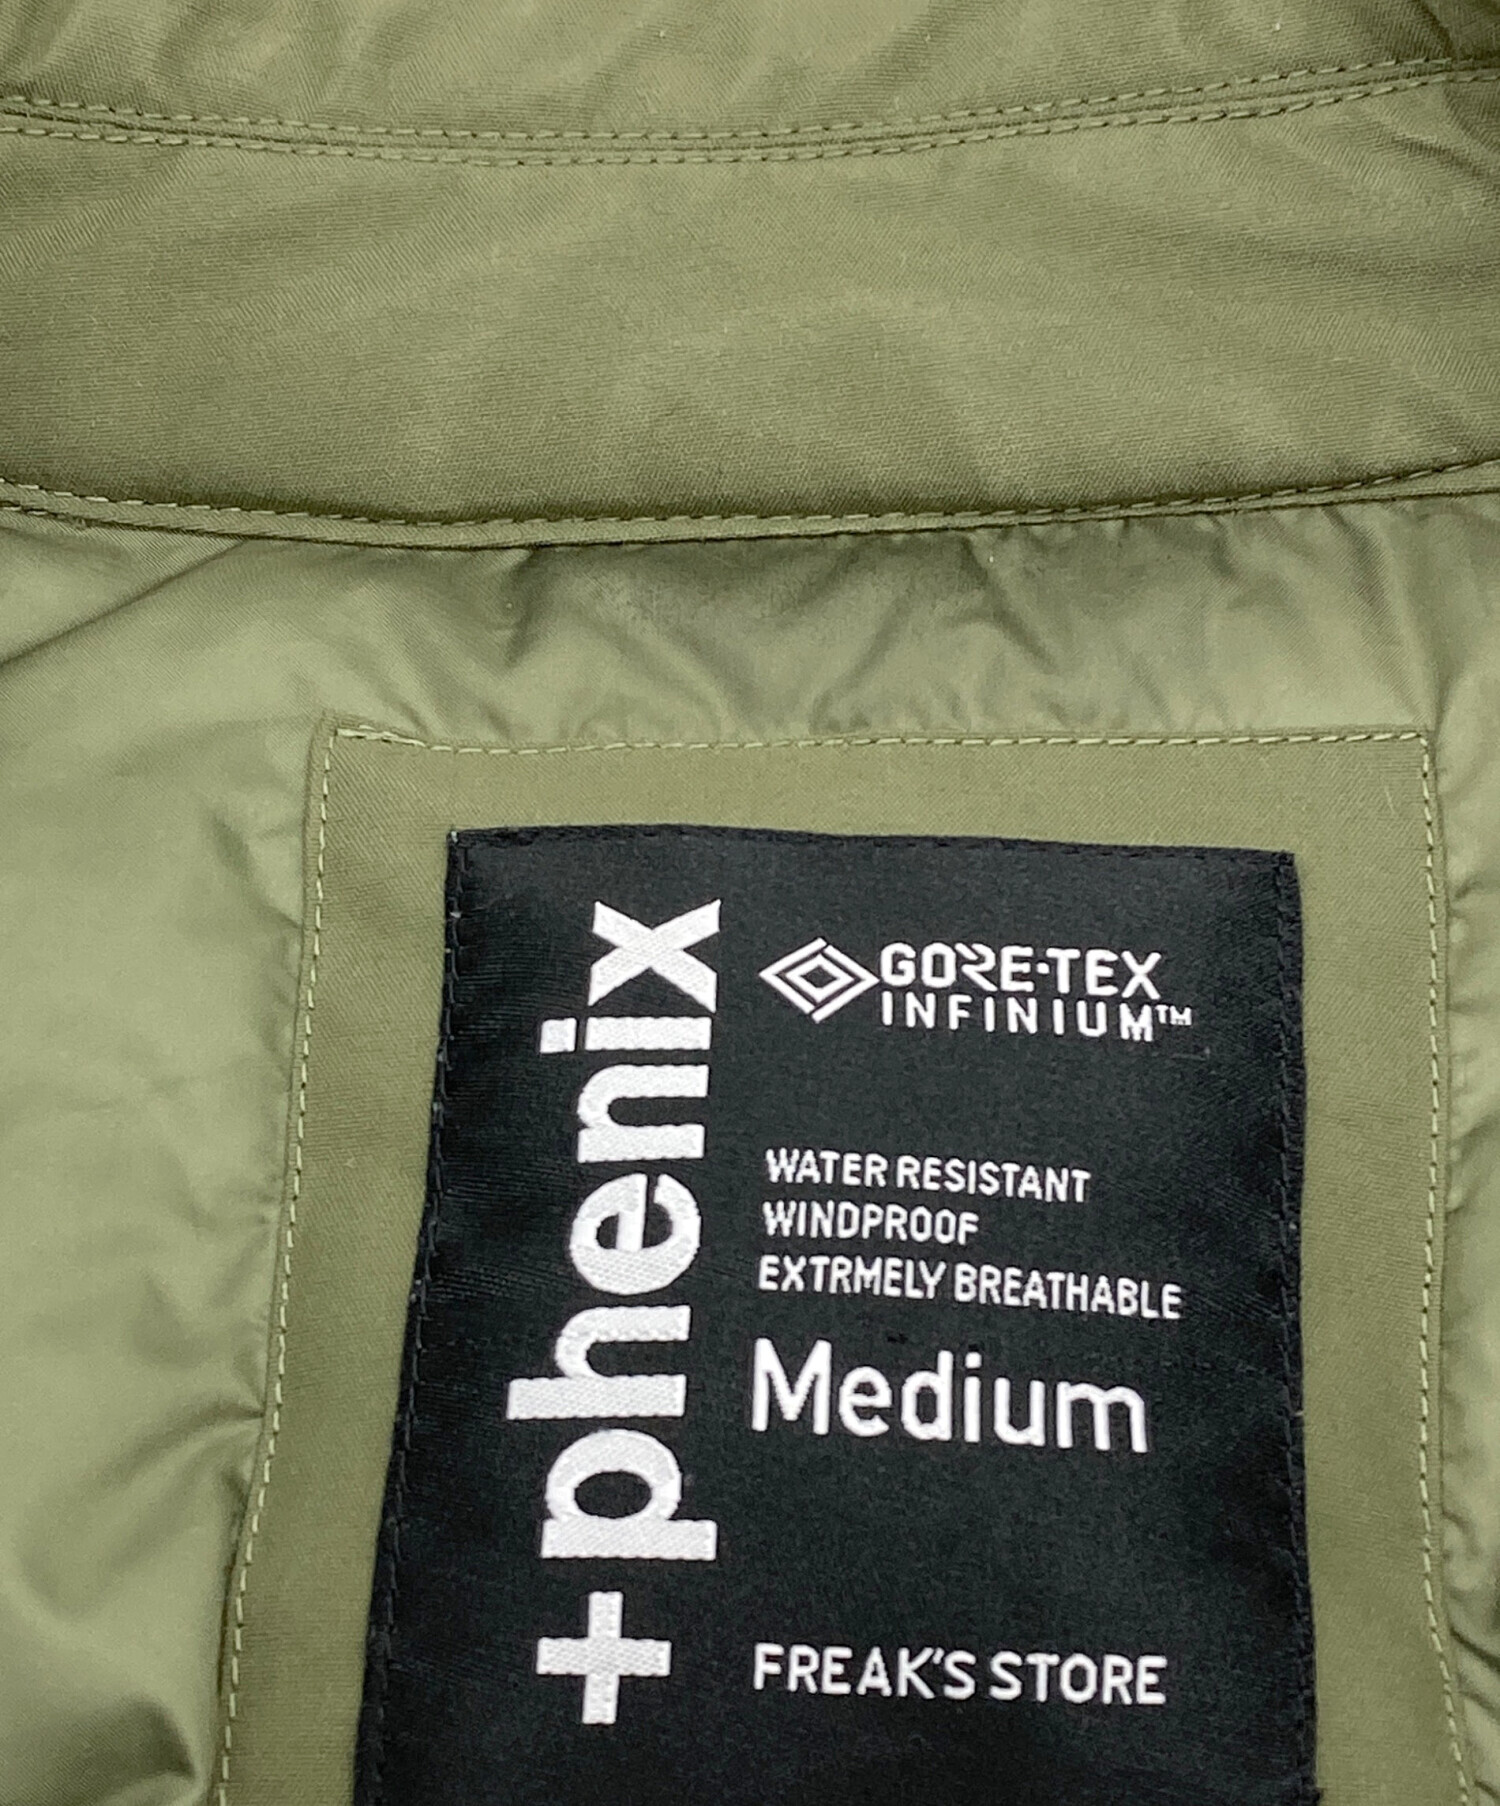 +phenix
GORE-TEX
INFINIUM™
WATER RESISTANT
WINDPROOF
EXTRMELY BREATHABLE
Medium
FREAK'S STORE